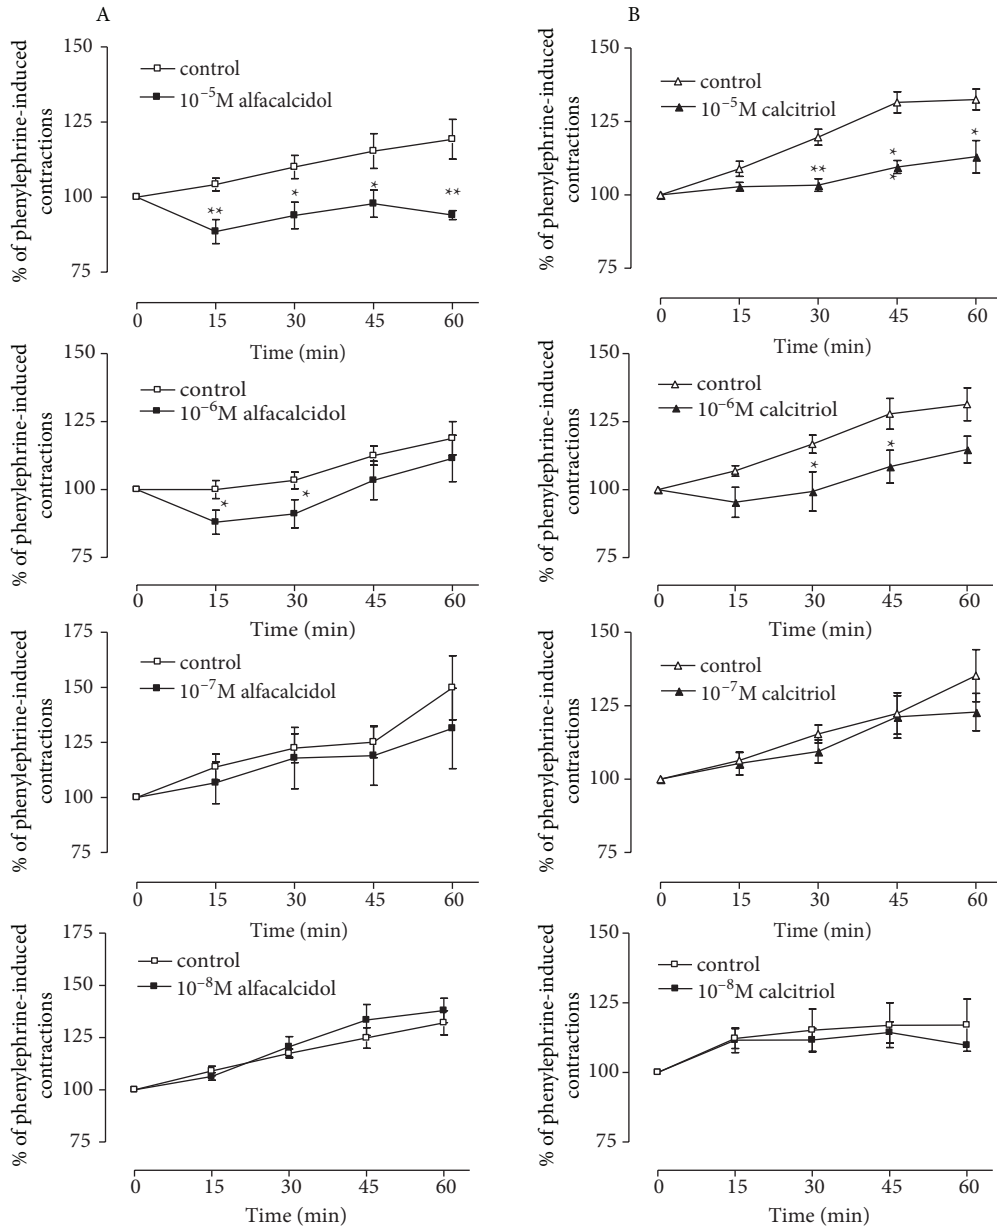 A
% of phenylephrine-induced
contractions
150
125
100
75
control
10⁻⁵M alfacalcidol
**
*
*
**
0 15 30 45 60
Time (min)
% of phenylephrine-induced
contractions
150
125
100
75
control
10⁻⁶M alfacalcidol
*
*
0 15 30 45 60
Time (min)
% of phenylephrine-induced
contractions
175
150
125
100
75
control
10⁻⁷M alfacalcidol
0 15 30 45 60
Time (min)
% of phenylephrine-induced
contractions
175
150
125
100
75
control
10⁻⁸M alfacalcidol
0 15 30 45 60
Time (min)
B
% of phenylephrine-induced
contractions
150
125
100
75
control
10⁻⁵M calcitriol
**
*
*
*
0 15 30 45 60
Time (min)
% of phenylephrine-induced
contractions
150
125
100
75
control
10⁻⁶M calcitriol
*
*
0 15 30 45 60
Time (min)
% of phenylephrine-induced
contractions
150
125
100
75
control
10⁻⁷M calcitriol
0 15 30 45 60
Time (min)
% of phenylephrine-induced
contractions
150
125
100
75
control
10⁻⁸M calcitriol
0 15 30 45 60
Time (min)